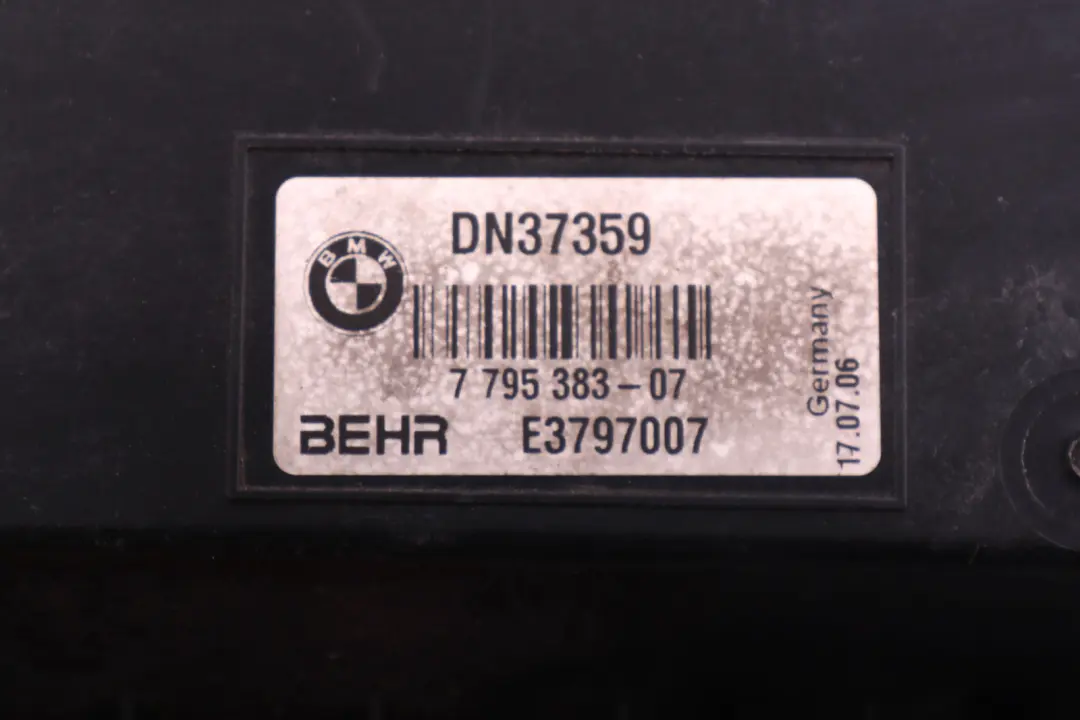 DN37359
BMW
7 795 383-07
BEHR E3797007
Germany
17.07.06